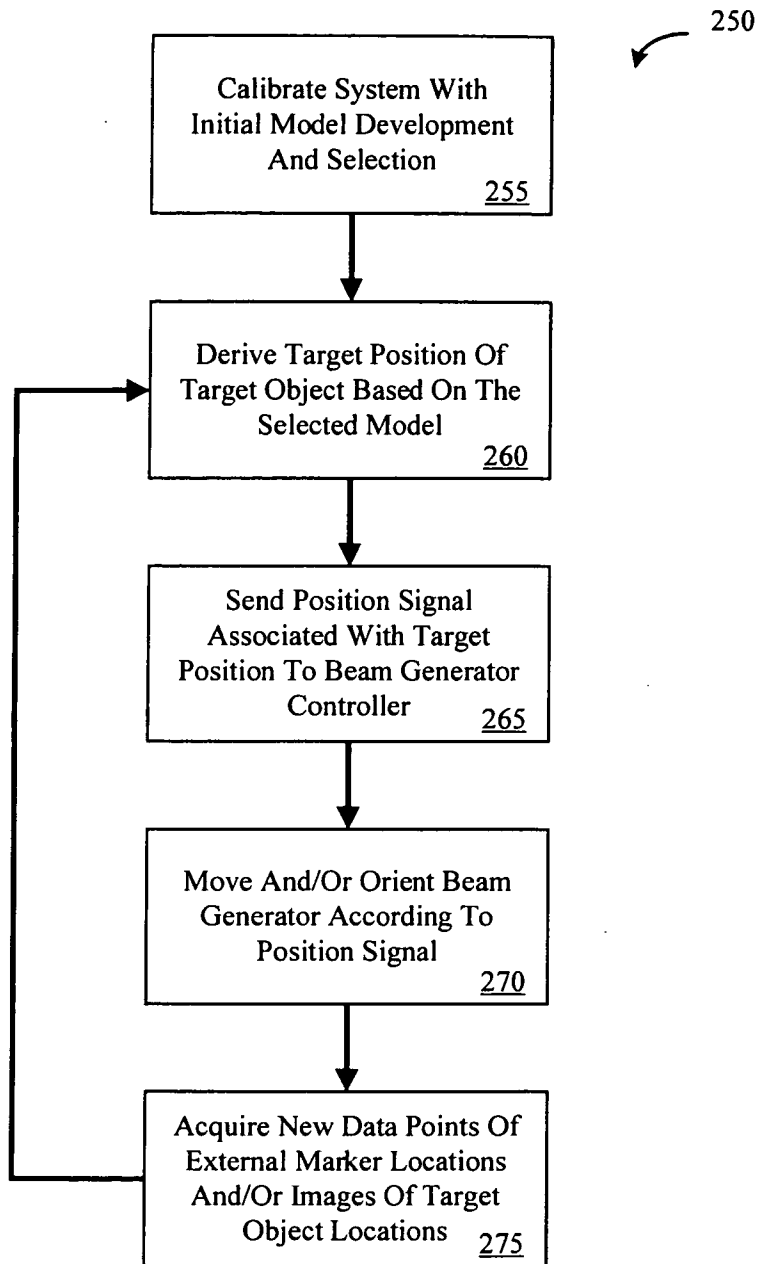 250
Calibrate System With
Initial Model Development
And Selection
255
Derive Target Position Of
Target Object Based On The
Selected Model
260
Send Position Signal
Associated With Target
Position To Beam Generator
Controller
265
Move And/Or Orient Beam
Generator According To
Position Signal
270
Acquire New Data Points Of
External Marker Locations
And/Or Images Of Target
Object Locations
275